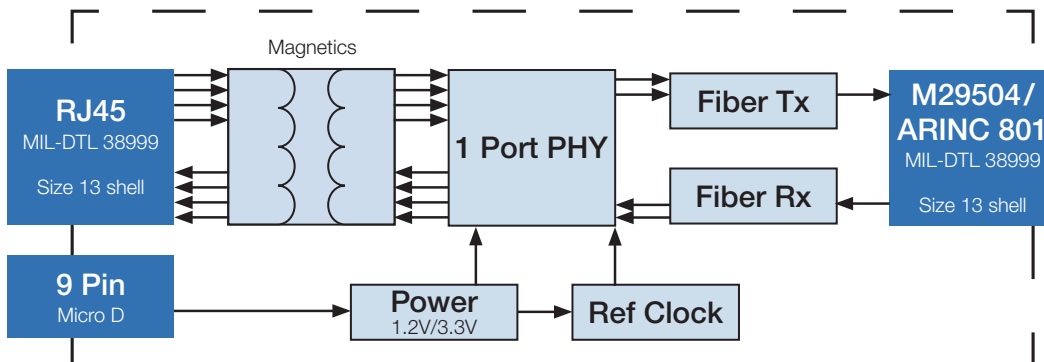 Magnetics
RJ45
MIL-DTL 38999
Size 13 shell
1 Port PHY
Fiber Tx
Fiber Rx
M29504/
ARINC 801
MIL-DTL 38999
Size 13 shell
9 Pin
Micro D
Power
1.2V/3.3V
Ref Clock